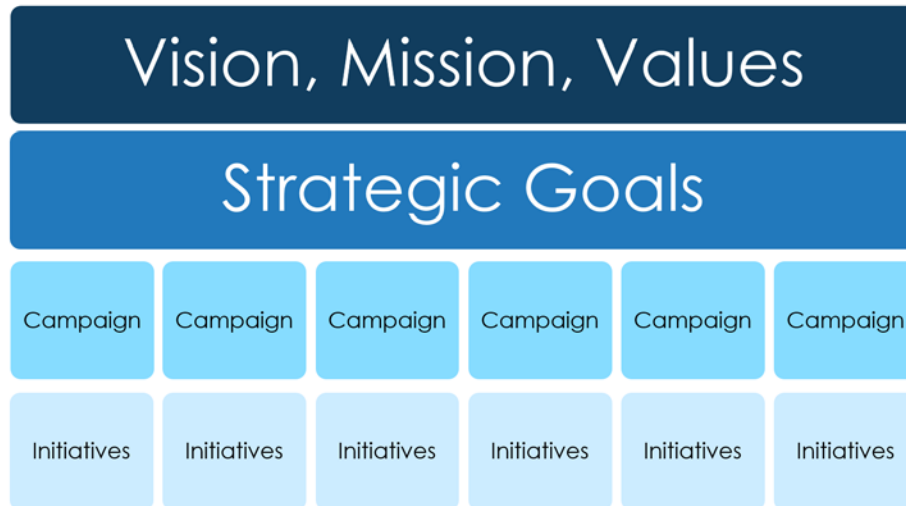 Vision, Mission, Values
Strategic Goals
Campaign Campaign Campaign Campaign Campaign Campaign
Initiatives Initiatives Initiatives Initiatives Initiatives Initiatives